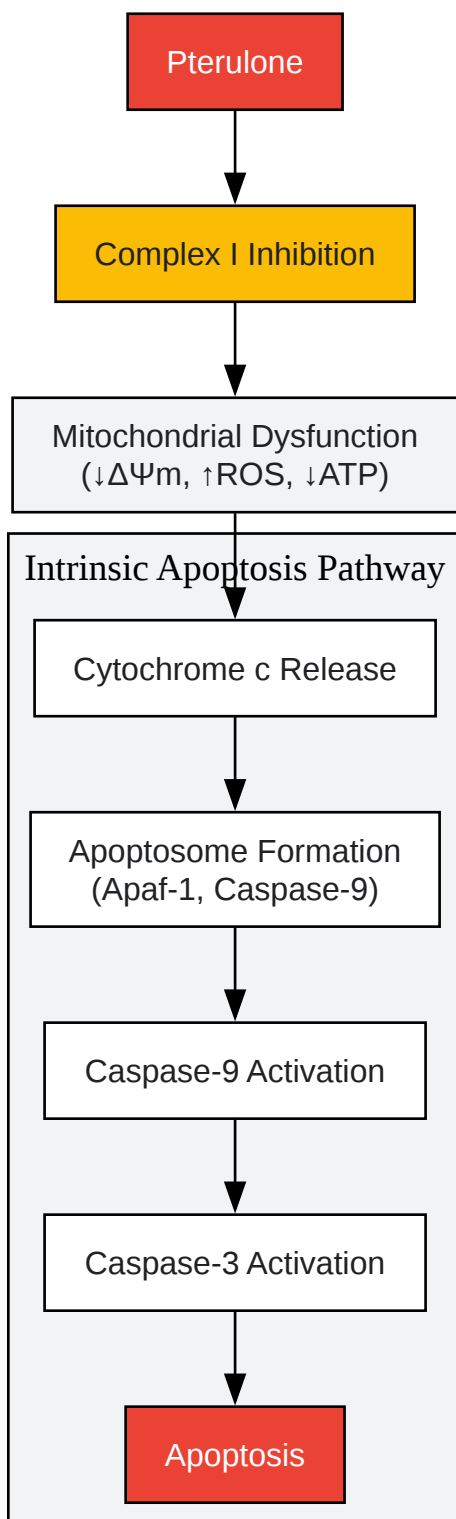 Pterulone
Complex I Inhibition
Mitochondrial Dysfunction
(↓ΔΨm, ↑ROS, ↓ATP)
Intrinsic Apoptosis Pathway
Cytochrome c Release
Apoptosome Formation
(Apaf-1, Caspase-9)
Caspase-9 Activation
Caspase-3 Activation
Apoptosis